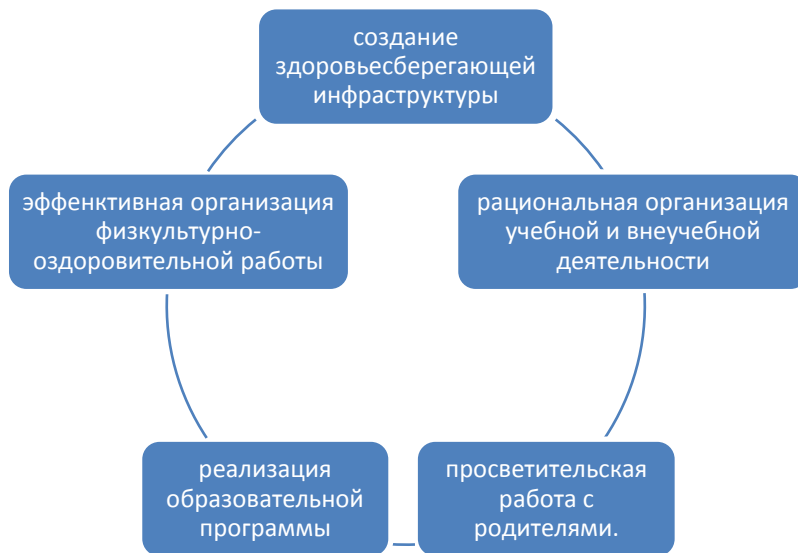 создание
здоровьесберегающей
инфраструктуры
эффенктивная организация
физкультурно-
оздоровительной работы
рациональная организация
учебной и внеучебной
деятельности
реализация
образовательной
программы
просветительская
работа с
родителями.